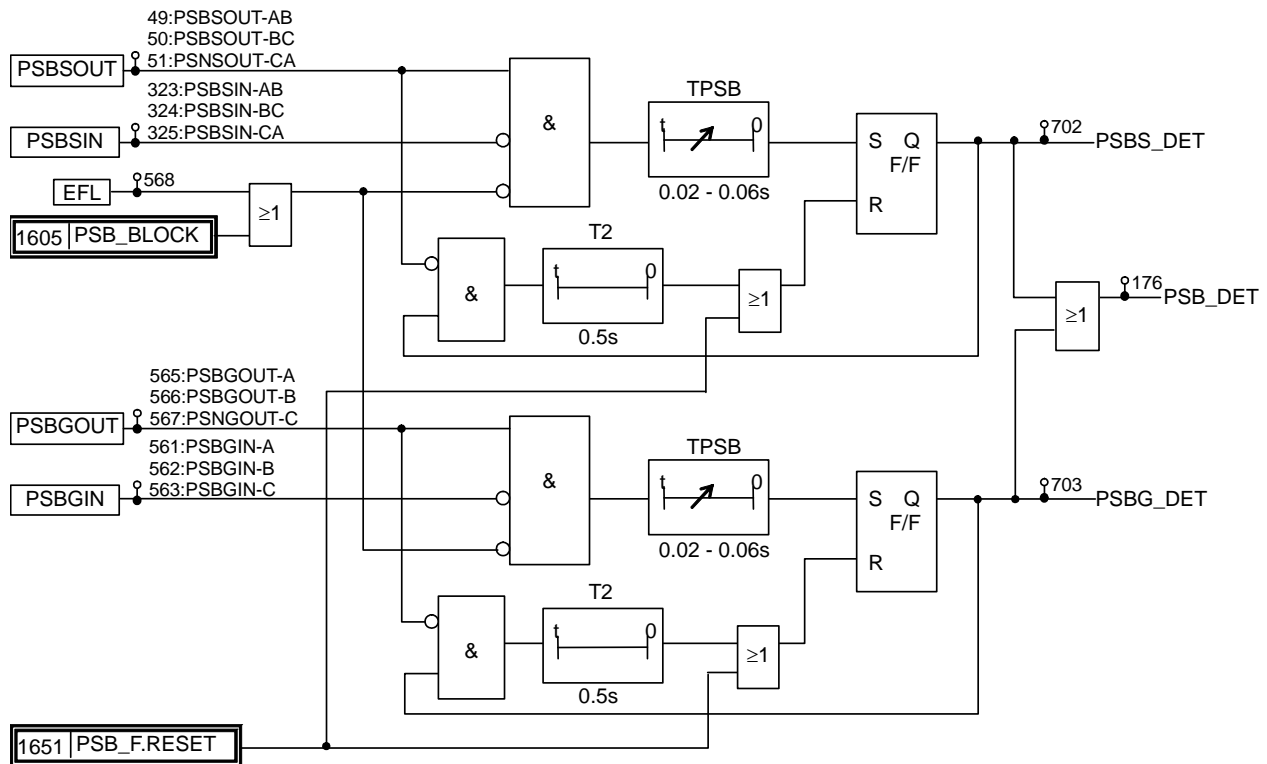 49:PSBSOUT-AB
50:PSBSOUT-BC
PSBSOUT
51:PSNSOUT-CA
323:PSBSIN-AB
324:PSBSIN-BC
PSBSIN
325:PSBSIN-CA
&
TPSB
t
0
0.02 - 0.06s
S Q
F/F
R
702
PSBS_DET
EFL
568
≥1
1605 PSB_BLOCK
&
T2
t
0
0.5s
≥1
≥1
176
PSB_DET
565:PSBGOUT-A
566:PSBGOUT-B
PSBGOUT
567:PSNGOUT-C
561:PSBGIN-A
562:PSBGIN-B
PSBGIN
563:PSBGIN-C
&
TPSB
t
0
0.02 - 0.06s
S Q
F/F
R
703
PSBG_DET
&
T2
t
0
0.5s
≥1
1651 PSB_F.RESET